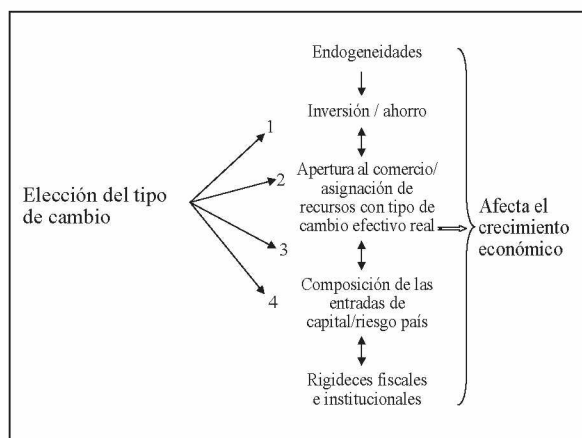 Endogeneidades
Inversión / ahorro
1
Elección del tipo
de cambio
2
Apertura al comercio/
asignación de
recursos con tipo de
cambio efectivo real
Afecta el
crecimiento
económico
3
4
Composición de las
entradas de
capital/riesgo país
Rigideces fiscales
e institucionales